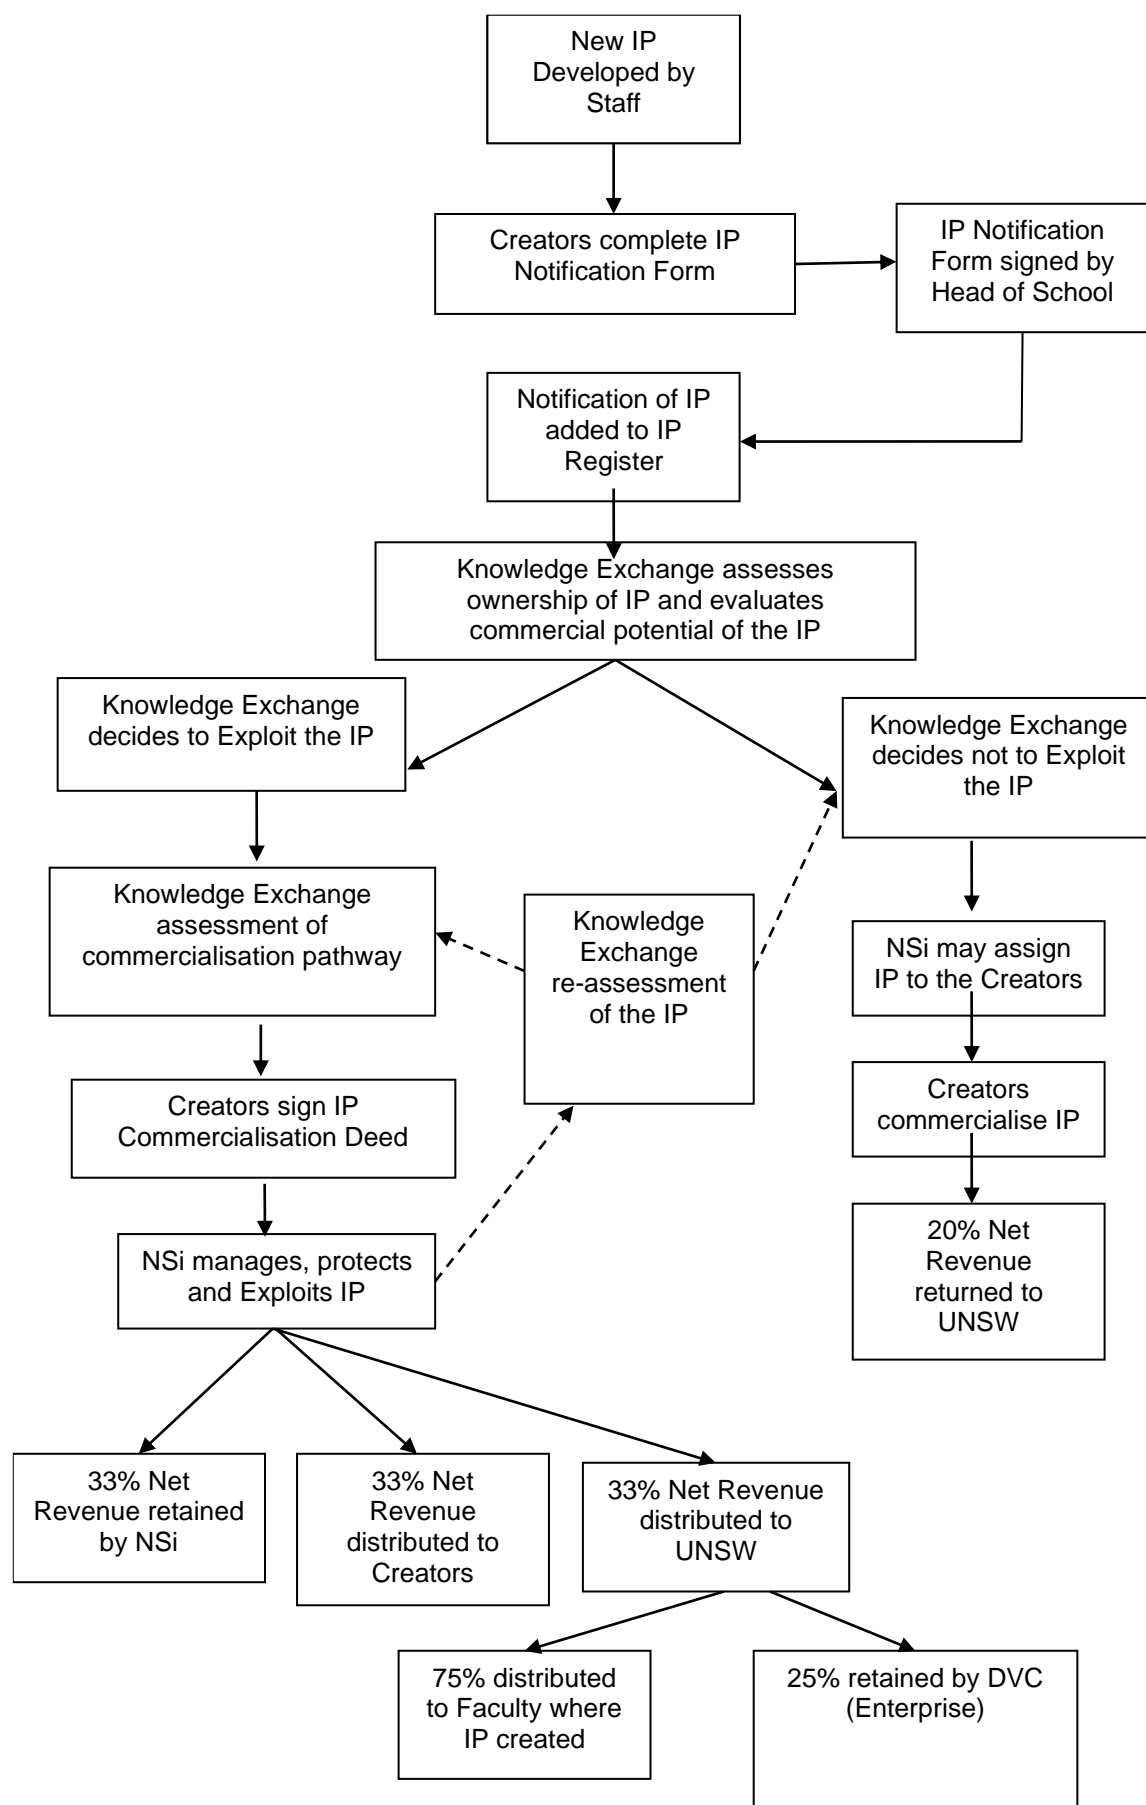 New IP
Developed by
Staff
Creators complete IP
Notification Form
IP Notification
Form signed by
Head of School
Notification of IP
added to IP
Register
Knowledge Exchange assesses
ownership of IP and evaluates
commercial potential of the IP
Knowledge Exchange
decides to Exploit the IP
Knowledge Exchange
decides not to Exploit
the IP
Knowledge Exchange
assessment of
commercialisation pathway
Knowledge
Exchange
re-assessment
of the IP
NSi may assign
IP to the Creators
Creators sign IP
Commercialisation Deed
Creators
commercialise IP
NSi manages, protects
and Exploits IP
20% Net
Revenue
returned to
UNSW
33% Net
Revenue retained
by NSi
33% Net
Revenue
distributed to
Creators
33% Net Revenue
distributed to
UNSW
75% distributed
to Faculty where
IP created
25% retained by DVC
(Enterprise)